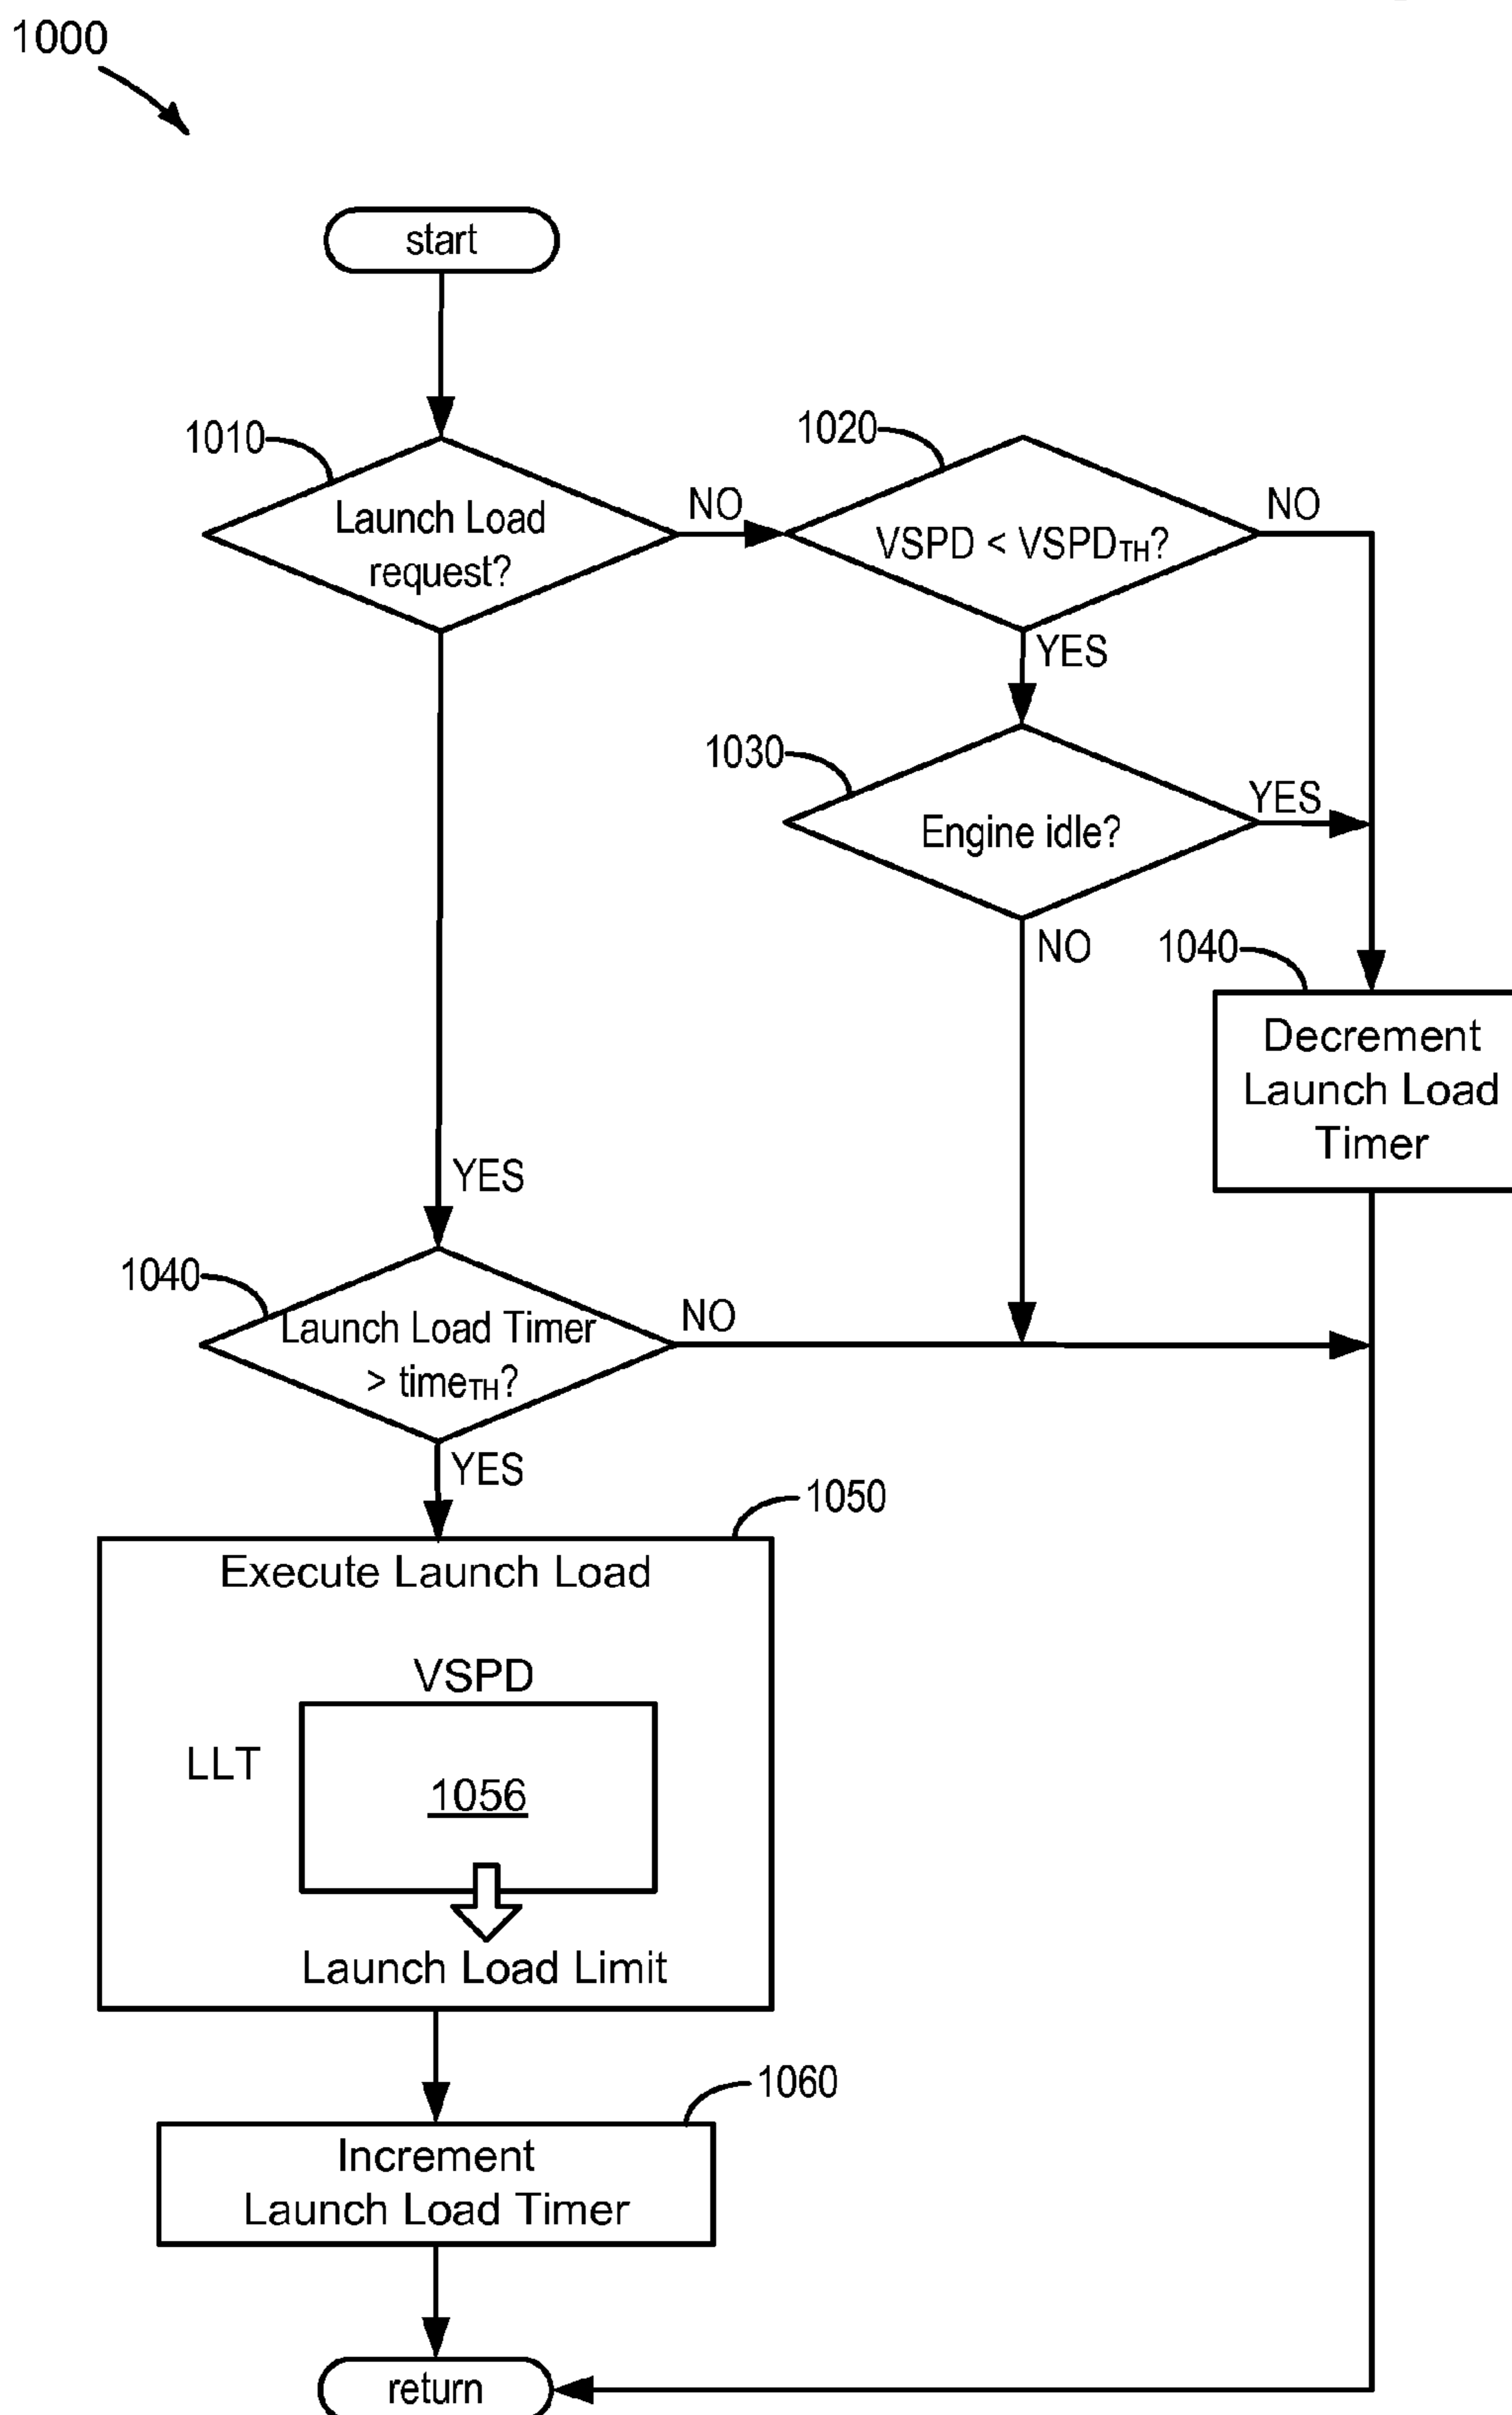 1000
start
1010
Launch Load
request?
NO
1020
VSPD < VSPDTH?
NO
YES
1030
Engine idle?
YES
NO
1040
Decrement
Launch Load
Timer
YES
1040
Launch Load Timer
> timeTH?
NO
YES
1050
Execute Launch Load
VSPD
LLT
1056
Launch Load Limit
1060
Increment
Launch Load Timer
return